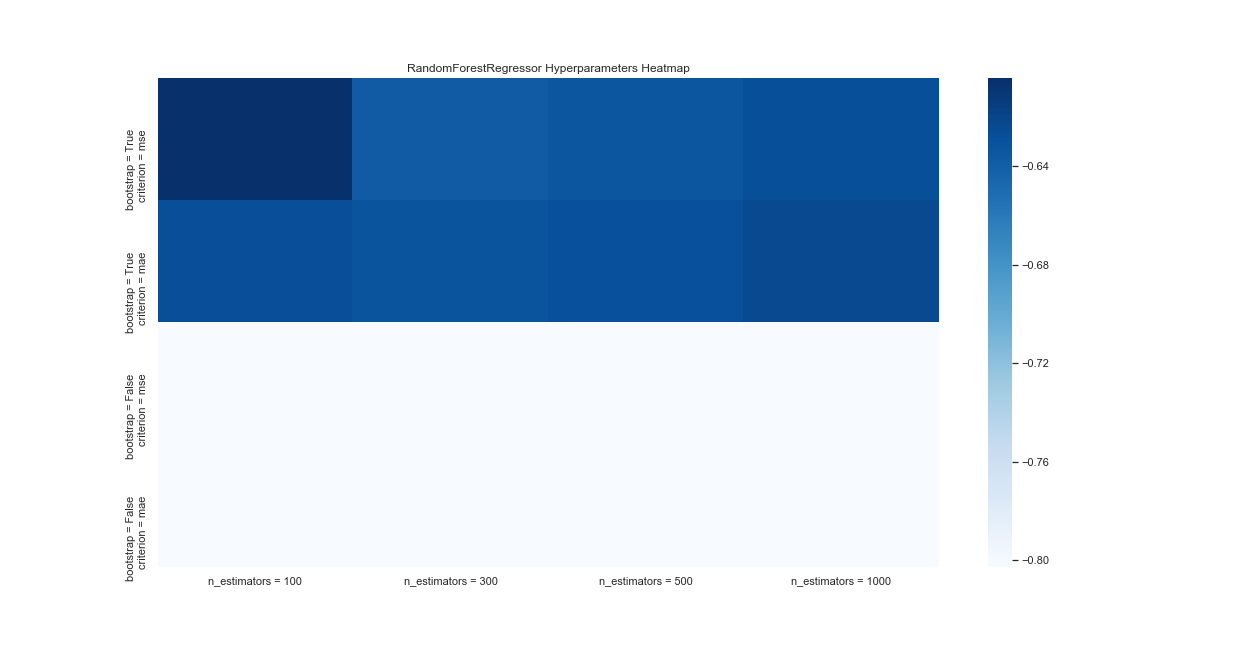 RandomForestRegressor Hyperparameters Heatmap
bootstrap = True
criterion = mse
bootstrap = True
criterion = mae
bootstrap = False
criterion = mse
bootstrap = False
criterion = mae
n_estimators = 100
n_estimators = 300
n_estimators = 500
n_estimators = 1000
−0.64
−0.68
−0.72
−0.76
−0.80